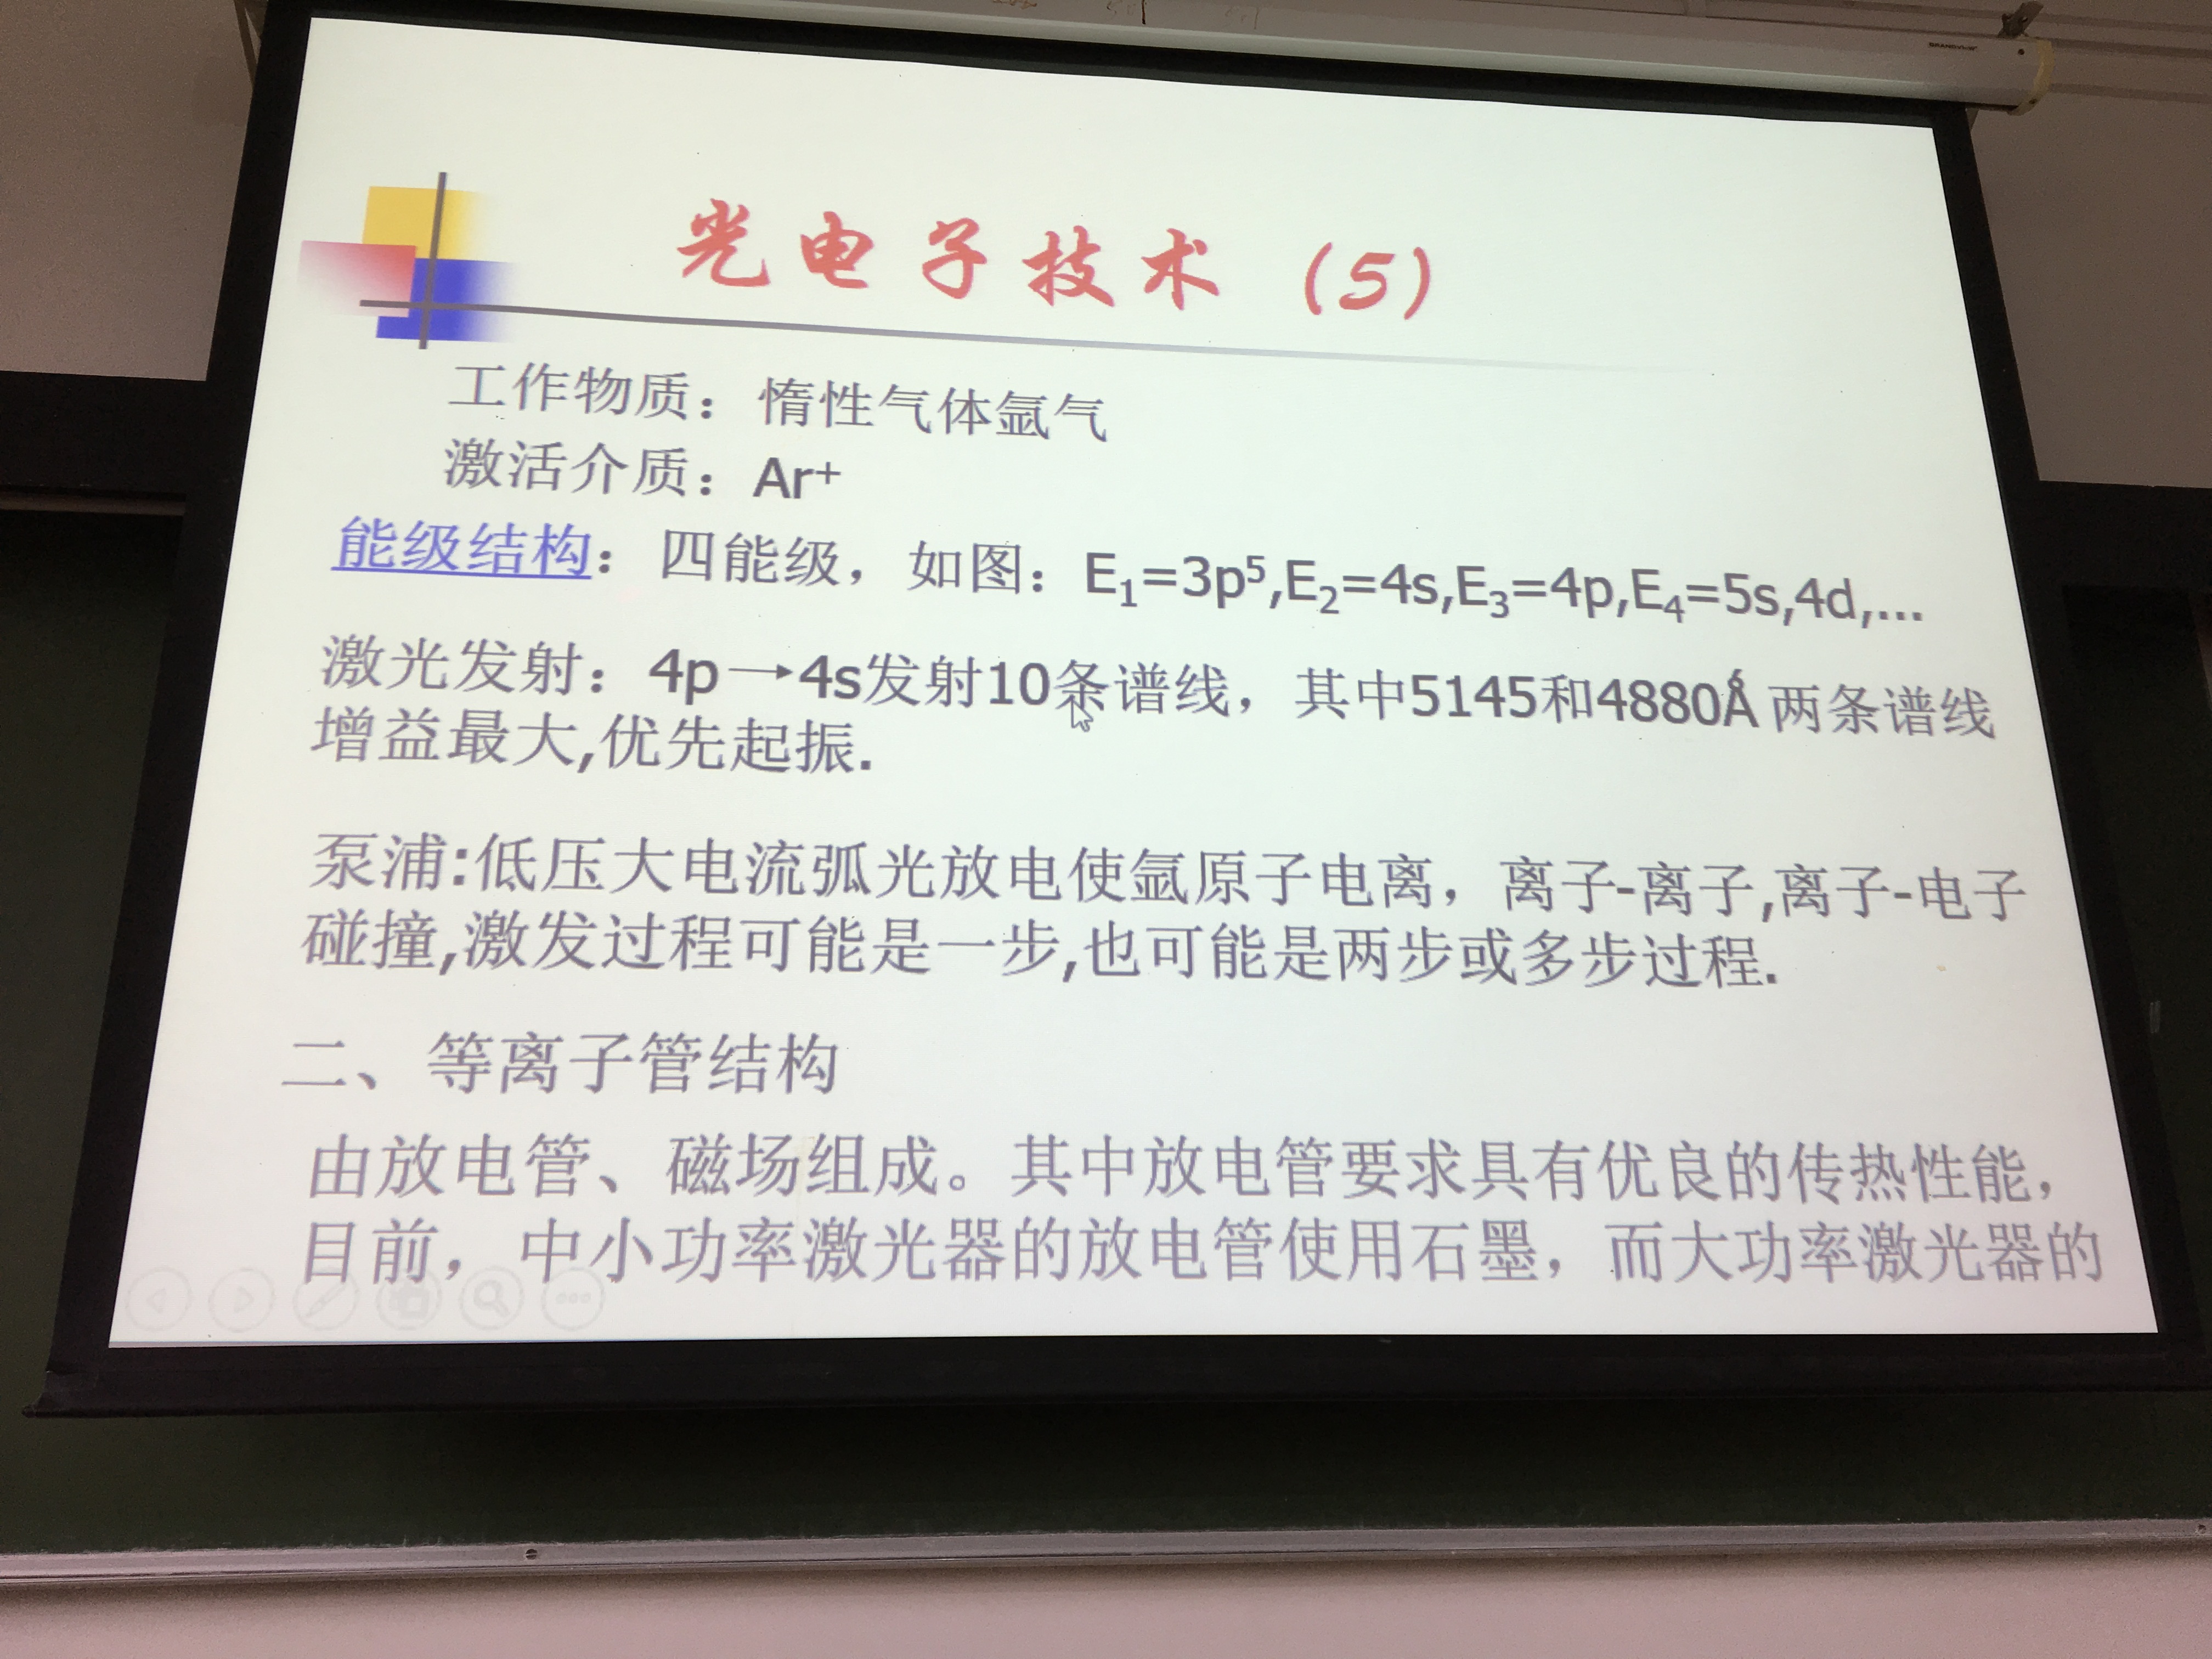 光电子技术（5）
工作物质：惰性气体氩气
激活介质：Ar⁺
能级结构：四能级，如图：E₁=3p⁵,E₂=4s,E₃=4p,E₄=5s,4d,…
激光发射：4p→4s发射10条谱线，其中5145和4880Å 两条谱线
增益最大,优先起振.
泵浦:低压大电流弧光放电使氩原子电离，离子-离子,离子-电子
碰撞,激发过程可能是一步,也可能是两步或多步过程.
二、等离子管结构
由放电管、磁场组成。其中放电管要求具有优良的传热性能，
目前，中小功率激光器的放电管使用石墨，而大功率激光器的